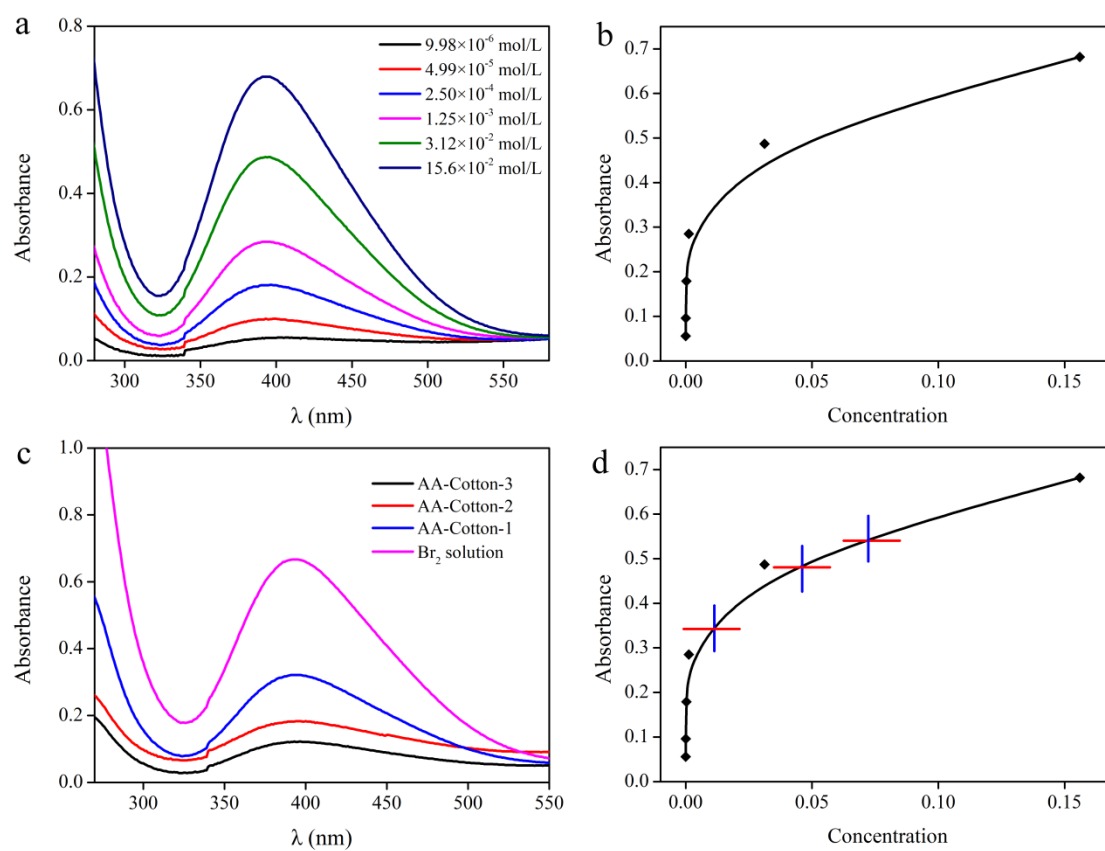 a
0.8
0.6
0.4
0.2
0.0
Absorbance
300
350
400
450
500
550
λ (nm)
9.98×10⁻⁶ mol/L
4.99×10⁻⁵ mol/L
2.50×10⁻⁴ mol/L
1.25×10⁻³ mol/L
3.12×10⁻² mol/L
15.6×10⁻² mol/L
b
0.7
0.6
0.5
0.4
0.3
0.2
0.1
0.0
Absorbance
0.00
0.05
0.10
0.15
Concentration
c
1.0
0.8
0.6
0.4
0.2
0.0
Absorbance
300
350
400
450
500
550
λ (nm)
AA-Cotton-3
AA-Cotton-2
AA-Cotton-1
Br₂ solution
d
0.7
0.6
0.5
0.4
0.3
0.2
0.1
0.0
Absorbance
0.00
0.05
0.10
0.15
Concentration